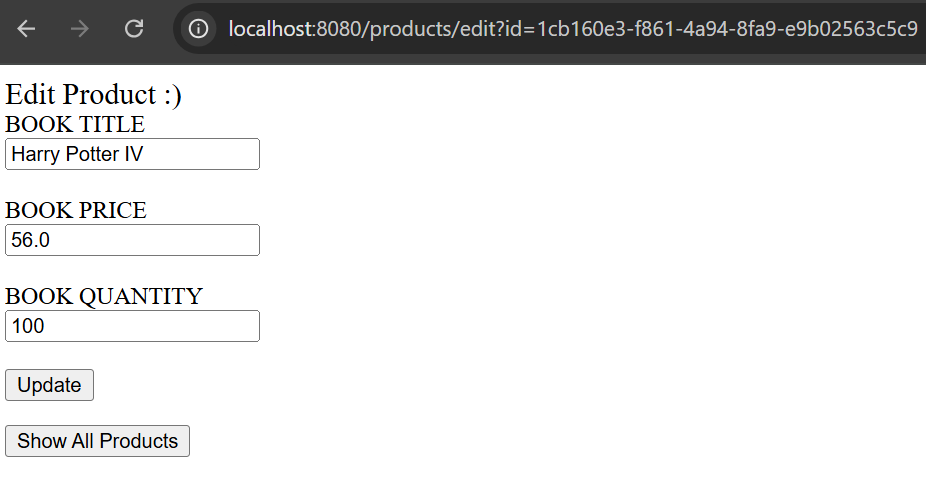 localhost:8080/products/edit?id=1cb160e3-f861-4a94-8fa9-e9b02563c5c9
Edit Product :)
BOOK TITLE
Harry Potter IV
BOOK PRICE
56.0
BOOK QUANTITY
100
Update
Show All Products